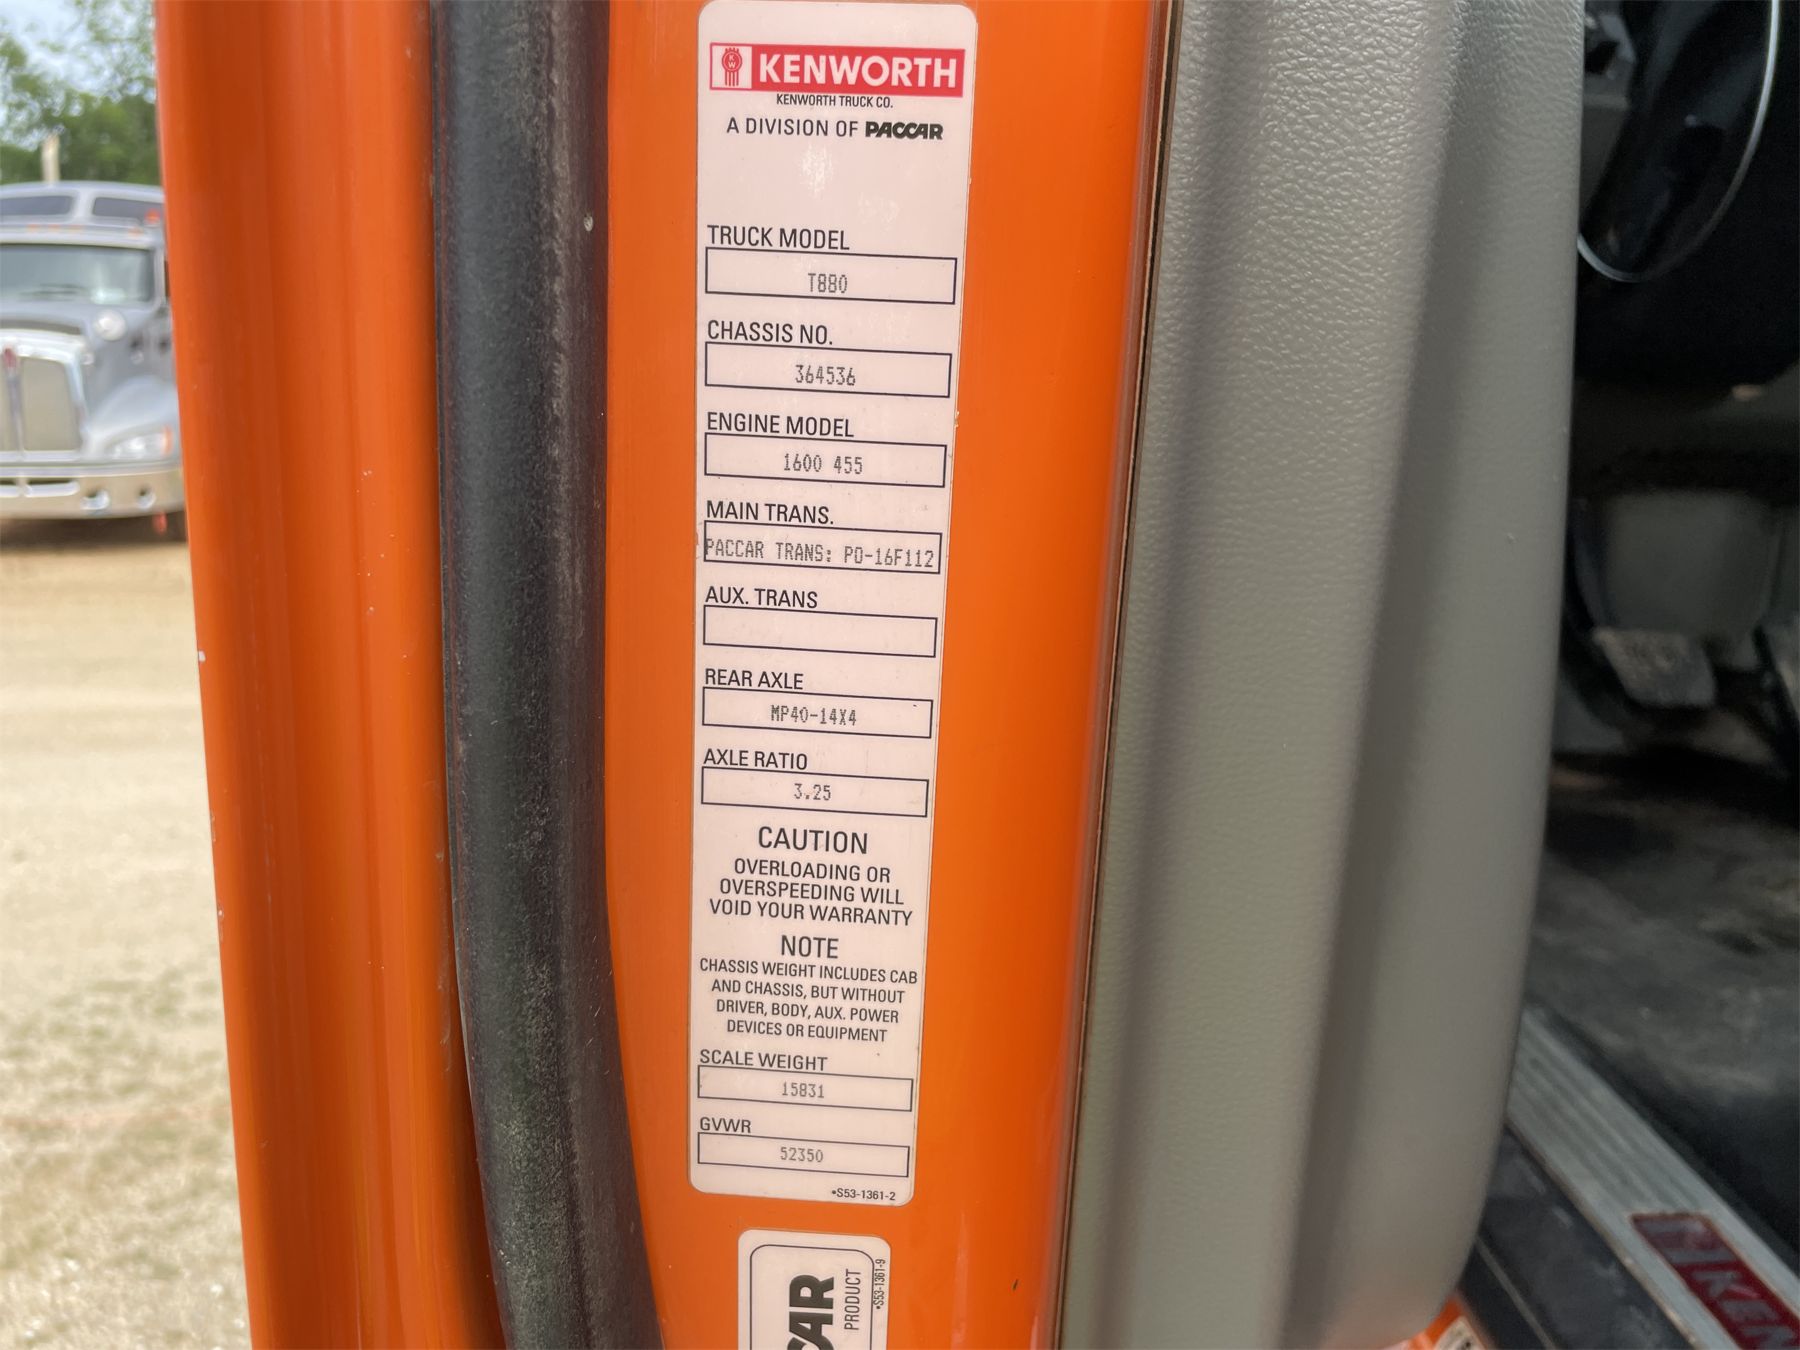 KW
KENWORTH
KENWORTH TRUCK CO.
A DIVISION OF PACCAR
TRUCK MODEL
T880
CHASSIS NO.
364536
ENGINE MODEL
1600 455
MAIN TRANS.
PACCAR TRANS: PO-16F112
AUX. TRANS
REAR AXLE
MP40-14X4
AXLE RATIO
3.25
CAUTION
OVERLOADING OR
OVERSPEEDING WILL
VOID YOUR WARRANTY
NOTE
CHASSIS WEIGHT INCLUDES CAB
AND CHASSIS, BUT WITHOUT
DRIVER, BODY, AUX. POWER
DEVICES OR EQUIPMENT
SCALE WEIGHT
15831
GVWR
52350
•S53-1361-2
CAR
PRODUCT
•S53-1361-9
KEN